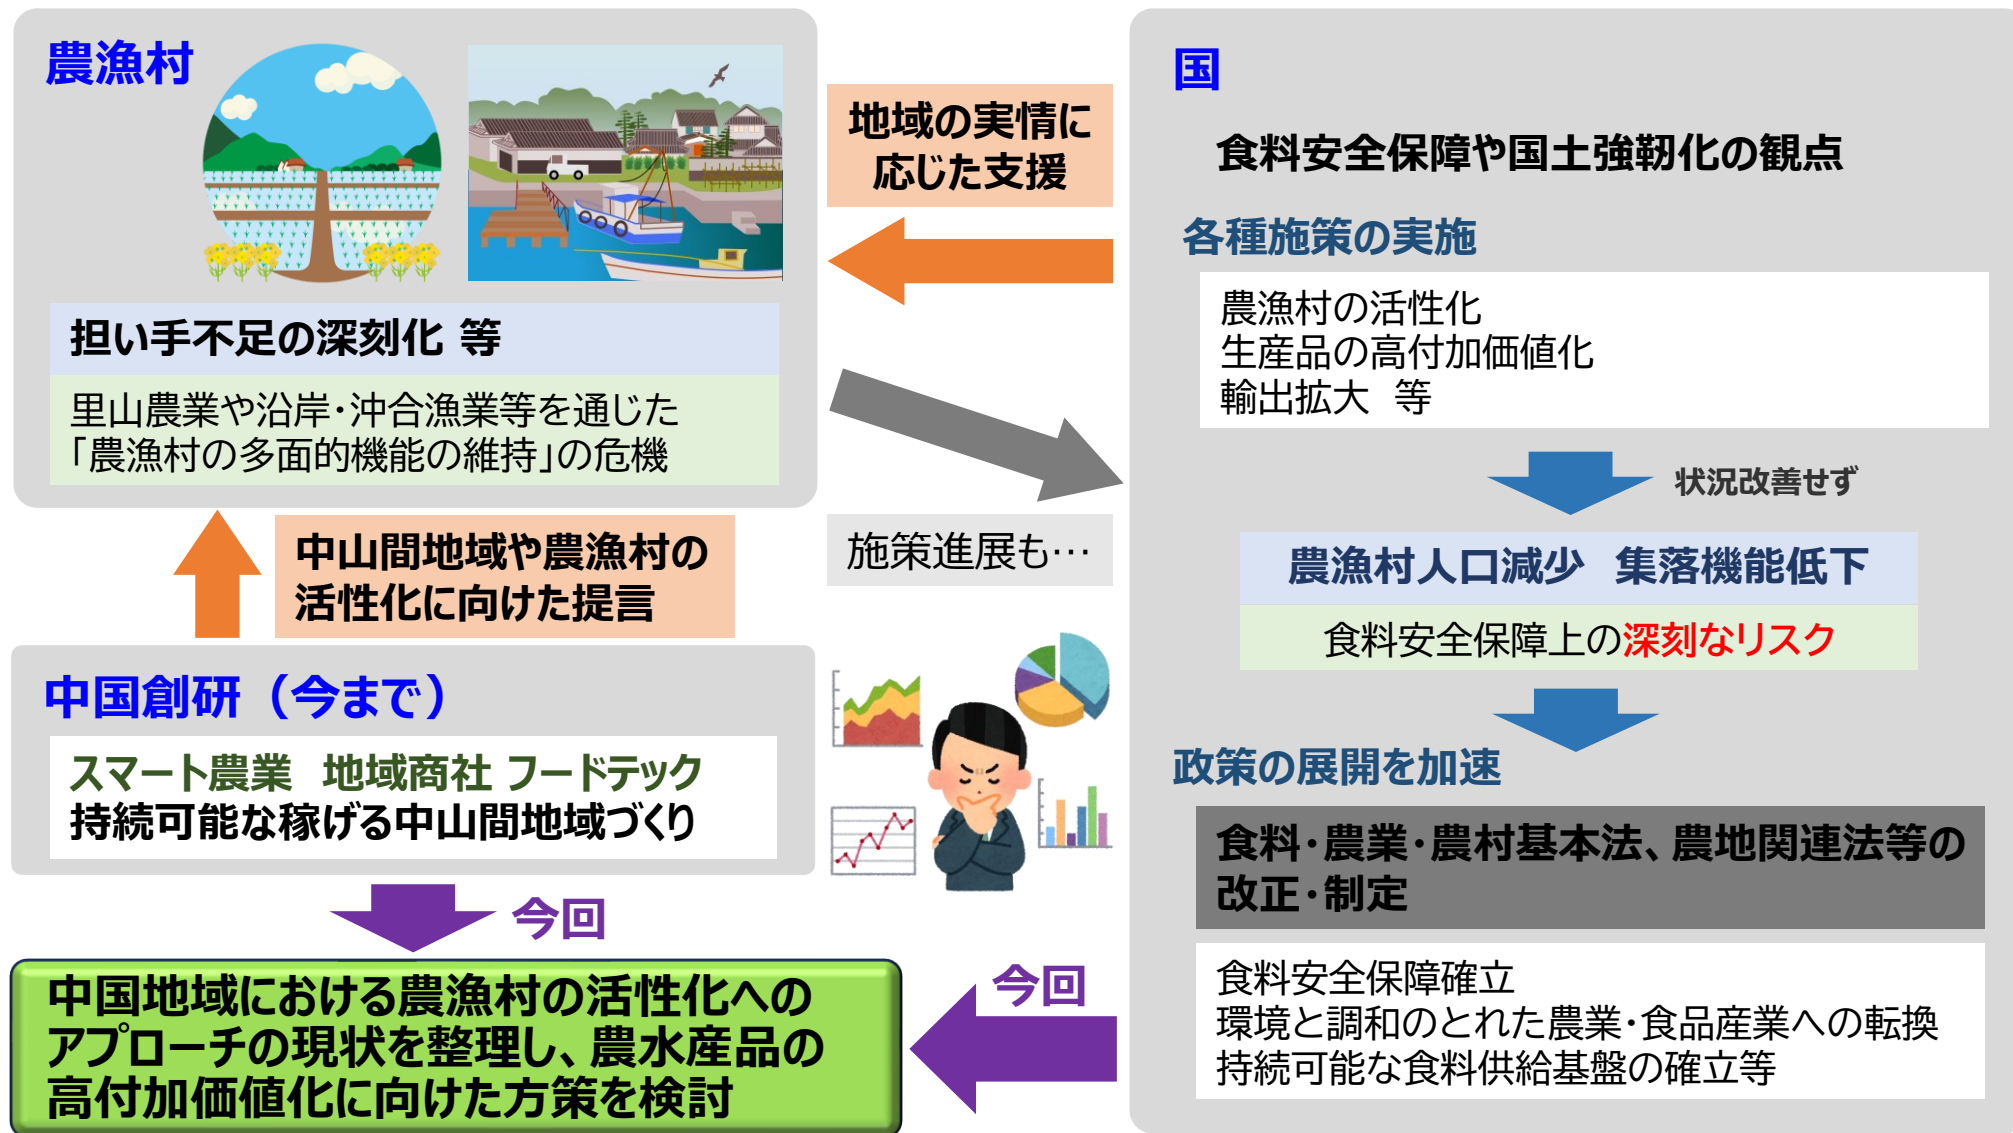 農漁村
担い手不足の深刻化 等
里山農業や沿岸・沖合漁業等を通じた
「農漁村の多面的機能の維持」の危機
地域の実情に
応じた支援
施策進展も…
中山間地域や農漁村の
活性化に向けた提言
中国創研（今まで）
スマート農業　地域商社 フードテック
持続可能な稼げる中山間地域づくり
今回
中国地域における農漁村の活性化への
アプローチの現状を整理し、農水産品の
高付加価値化に向けた方策を検討
国
食料安全保障や国土強靭化の観点
各種施策の実施
農漁村の活性化
生産品の高付加価値化
輸出拡大　等
状況改善せず
農漁村人口減少　集落機能低下
食料安全保障上の深刻なリスク
政策の展開を加速
食料・農業・農村基本法、農地関連法等の
改正・制定
食料安全保障確立
環境と調和のとれた農業・食品産業への転換
持続可能な食料供給基盤の確立等
今回